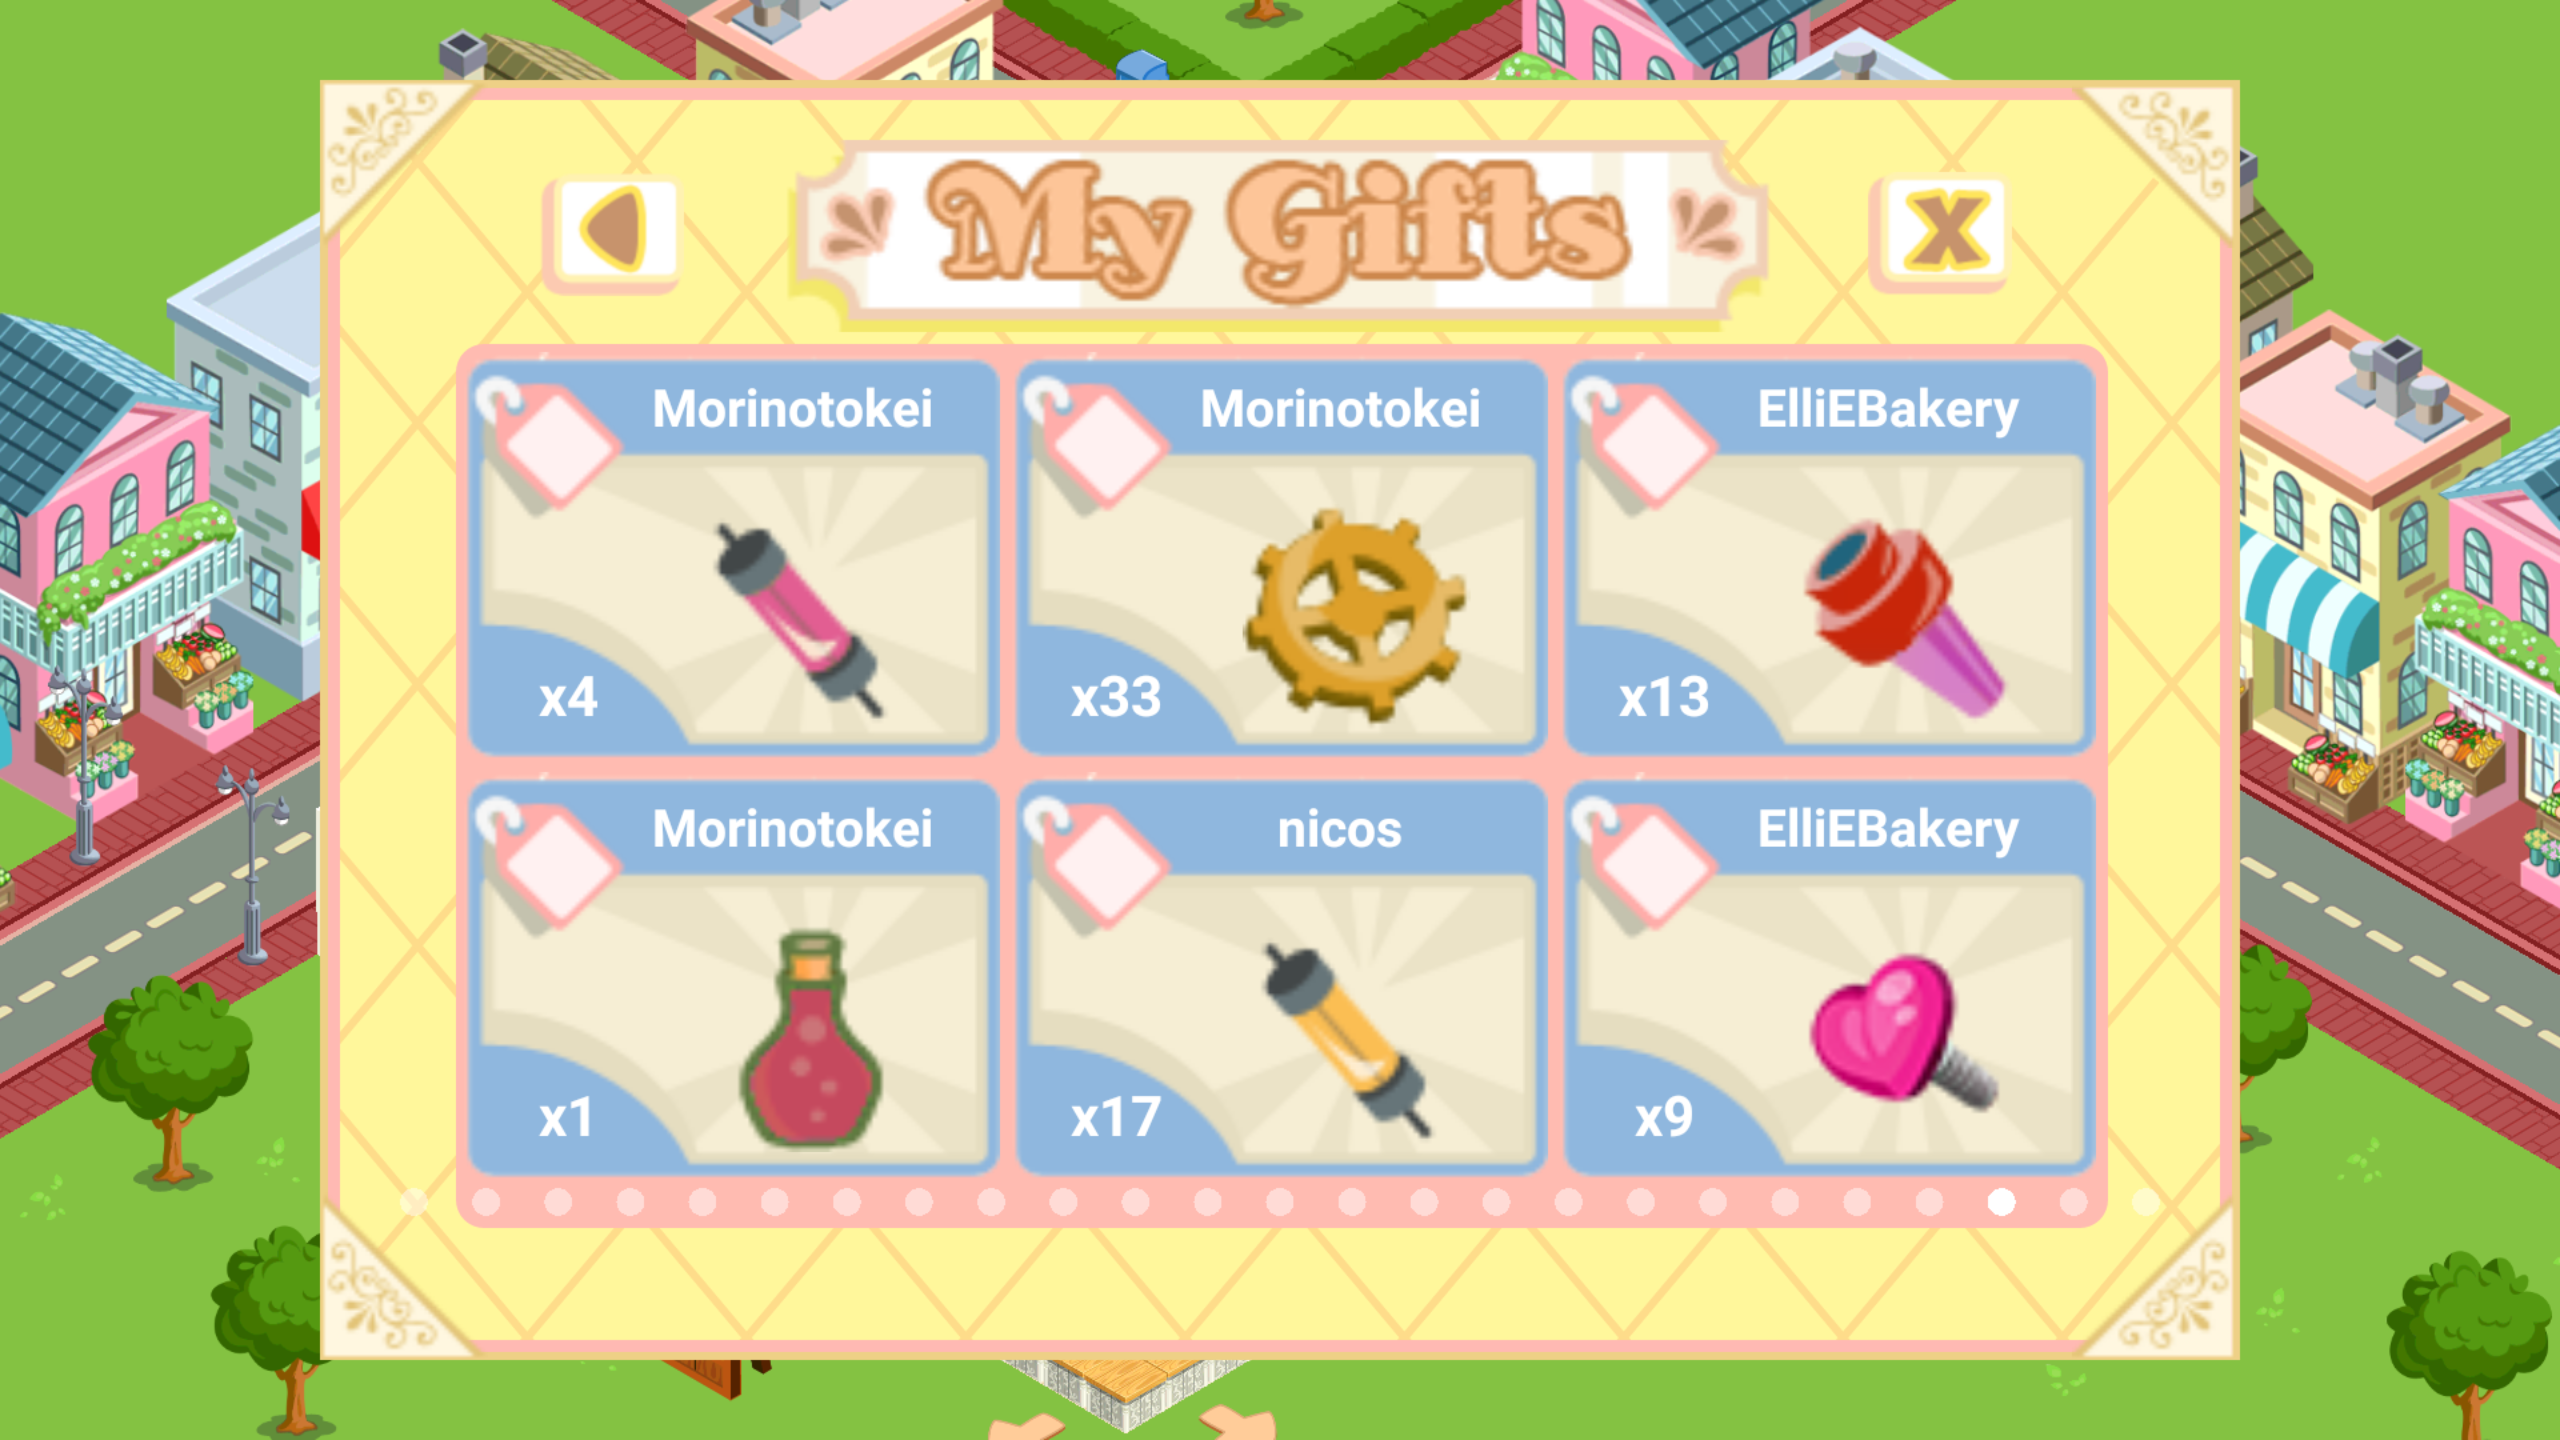 My Gifts
X
Morinotokei
x4
Morinotokei
x33
ElliEBakery
x13
Morinotokei
x1
nicos
x17
ElliEBakery
x9